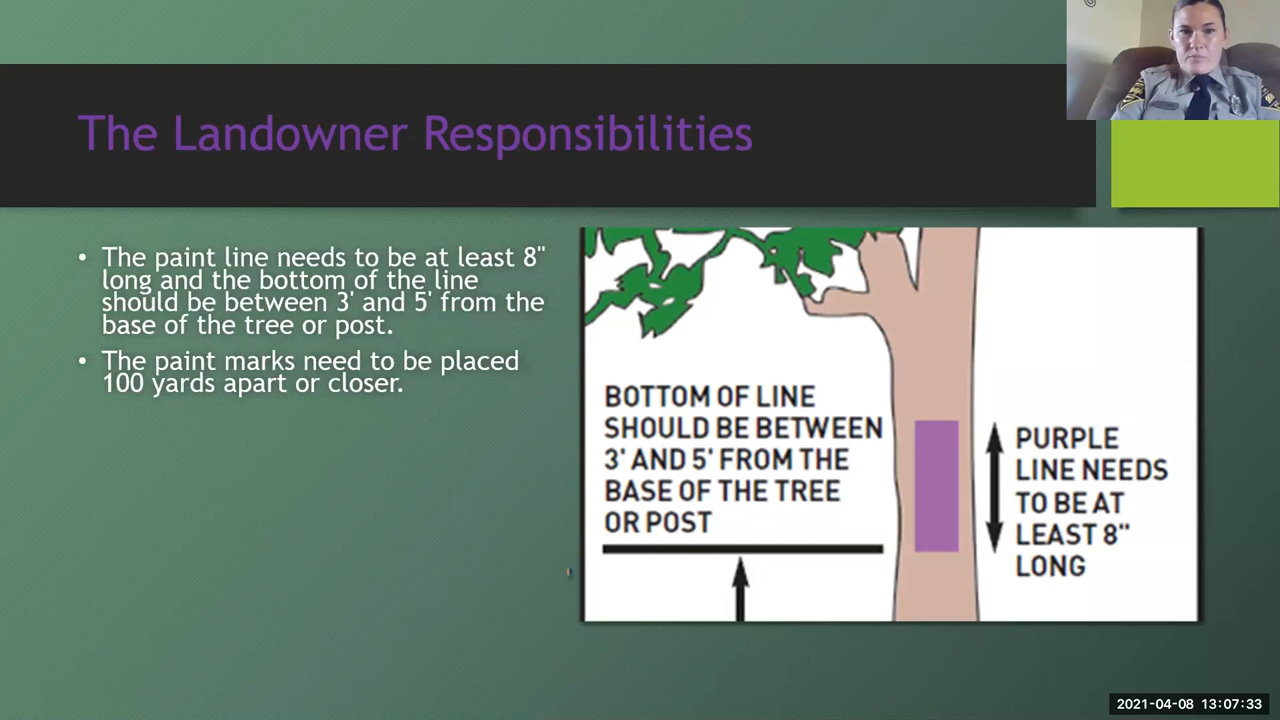 The Landowner Responsibilities
• The paint line needs to be at least 8"
long and the bottom of the line
should be between 3' and 5' from the
base of the tree or post.
• The paint marks need to be placed
100 yards apart or closer.
BOTTOM OF LINE
SHOULD BE BETWEEN
3' AND 5' FROM THE
BASE OF THE TREE
OR POST
PURPLE
LINE NEEDS
TO BE AT
LEAST 8"
LONG
2021-04-08 13:07:33